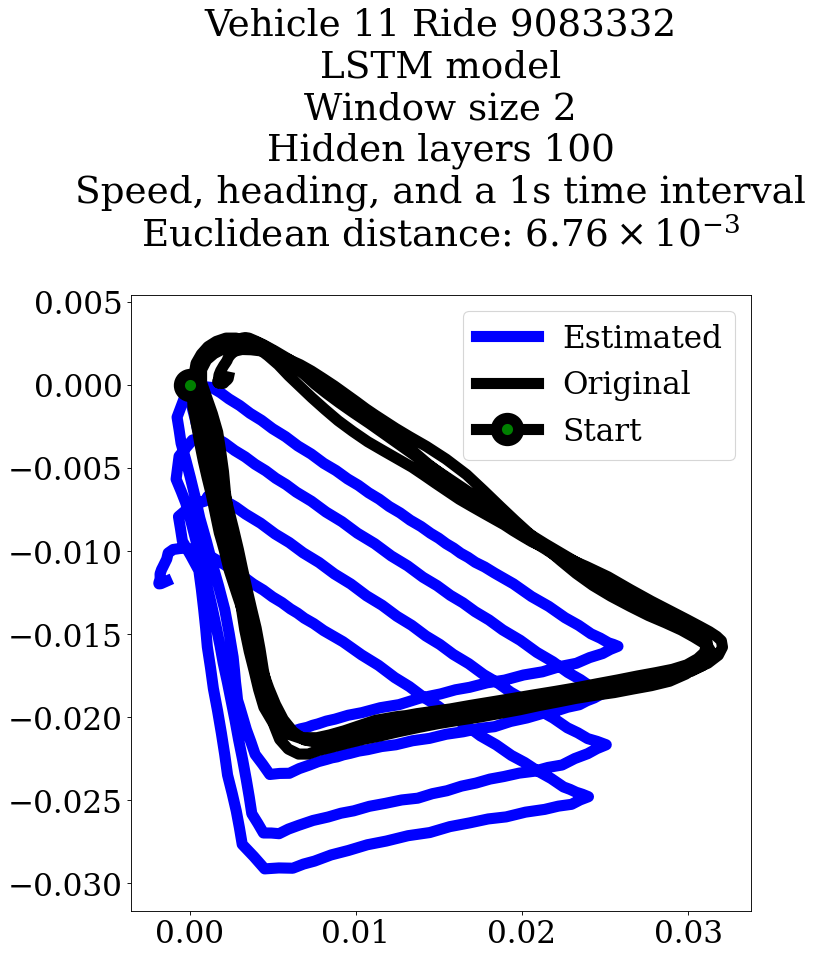 Vehicle 11 Ride 9083332
LSTM model
Window size 2
Hidden layers 100
Speed, heading, and a 1s time interval
Euclidean distance: 6.76 × 10⁻³
Estimated
Original
Start
0.005
0.000
−0.005
−0.010
−0.015
−0.020
−0.025
−0.030
0.00 0.01 0.02 0.03